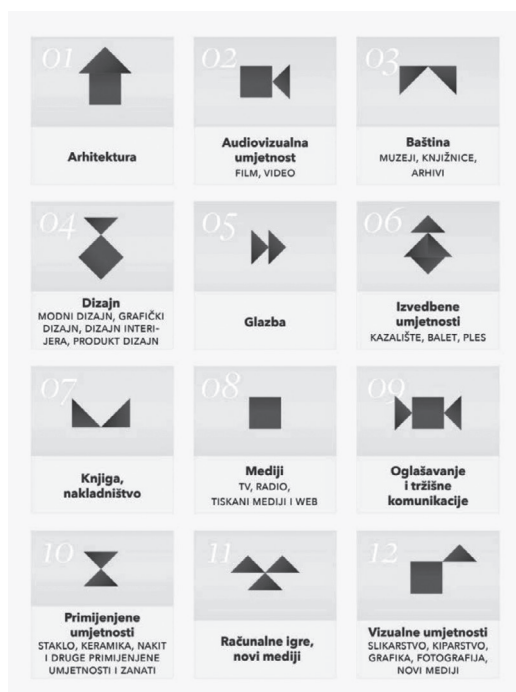 01
Arhitektura
02
Audiovizualna
umjetnost
FILM, VIDEO
03
Baština
MUZEJI, KNJIŽNICE,
ARHIVI
04
Dizajn
MODNI DIZAJN, GRAFIČKI
DIZAJN, DIZAJN INTERI-
JERA, PRODUKT DIZAJN
05
Glazba
06
Izvedbene
umjetnosti
KAZALIŠTE, BALET, PLES
07
Knjiga,
nakladništvo
08
Mediji
TV, RADIO,
TISKANI MEDIJI I WEB
09
Oglašavanje
i tržišne
komunikacije
10
Primijenjene
umjetnosti
STAKLO, KERAMIKA, NAKIT
I DRUGE PRIMIJENJENE
UMJETNOSTI I ZANATI
11
Računalne igre,
novi mediji
12
Vizualne umjetnosti
SLIKARSTVO, KIPARSTVO,
GRAFIKA, FOTOGRAFIJA,
NOVI MEDIJI